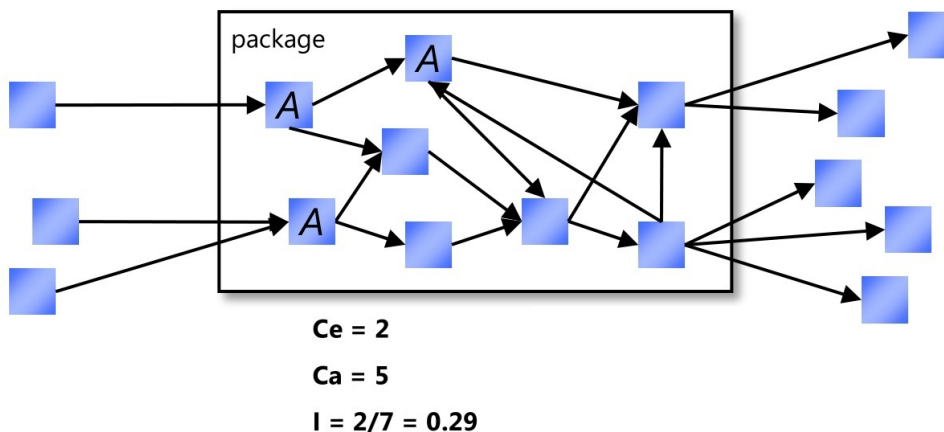 package
A
A
A
Ce = 2
Ca = 5
I = 2/7 = 0.29